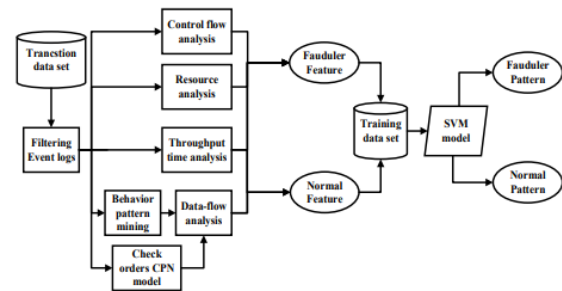 Control flow
analysis
Trancstion
data set
Resource
analysis
Fauduler
Feature
Fauduler
Pattern
Filtering
Event logs
Throughput
time analysis
Training
data set
SVM
model
Behavior
pattern
mining
Data-flow
analysis
Normal
Feature
Normal
Pattern
Check
orders CPN
model